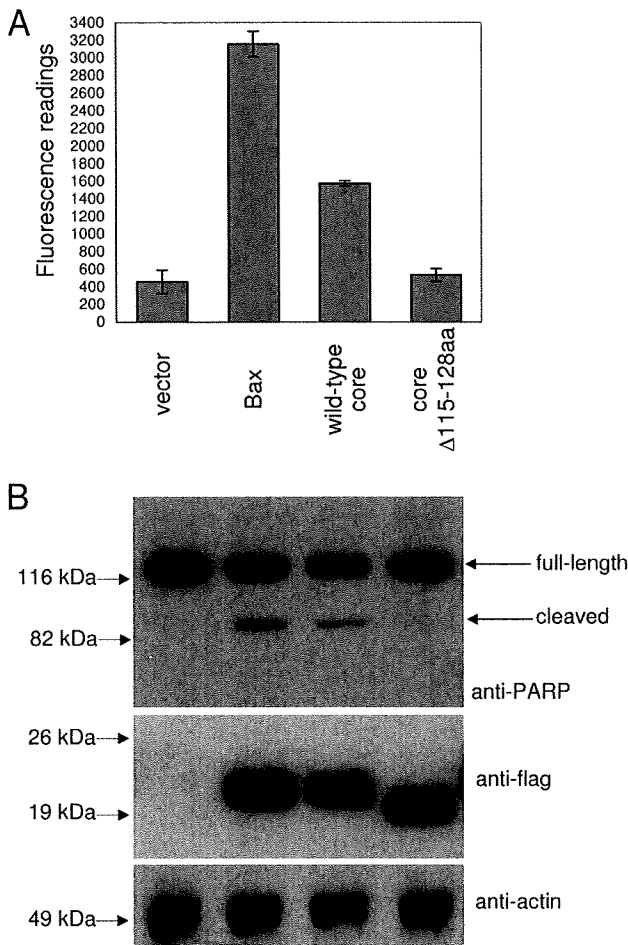 A
Fluorescence readings
3400
3200
3000
2800
2600
2400
2200
2000
1800
1600
1400
1200
1000
800
600
400
200
0
vector
Bax
wild-type
core
core
Δ115-128aa
B
116 kDa
82 kDa
full-length
cleaved
anti-PARP
26 kDa
19 kDa
anti-flag
49 kDa
anti-actin